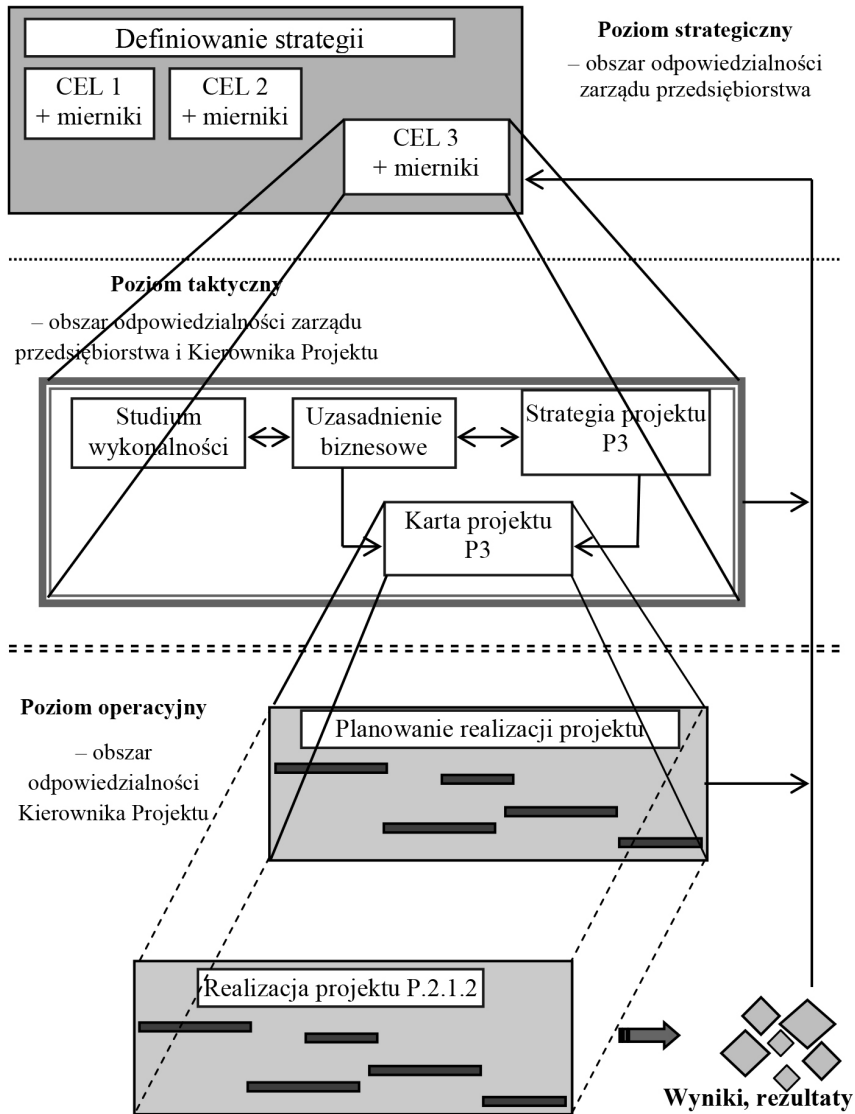 Definiowanie strategii
CEL 1
+ mierniki
CEL 2
+ mierniki
CEL 3
+ mierniki
Poziom strategiczny
– obszar odpowiedzialności
zarządu przedsiębiorstwa
Poziom taktyczny
– obszar odpowiedzialności zarządu
przedsiębiorstwa i Kierownika Projektu
Studium
wykonalności
Uzasadnienie
biznesowe
Strategia projektu
P3
Karta projektu
P3
Poziom operacyjny
– obszar
odpowiedzialności
Kierownika Projektu
Planowanie realizacji projektu
Realizacja projektu P.2.1.2
Wyniki, rezultaty